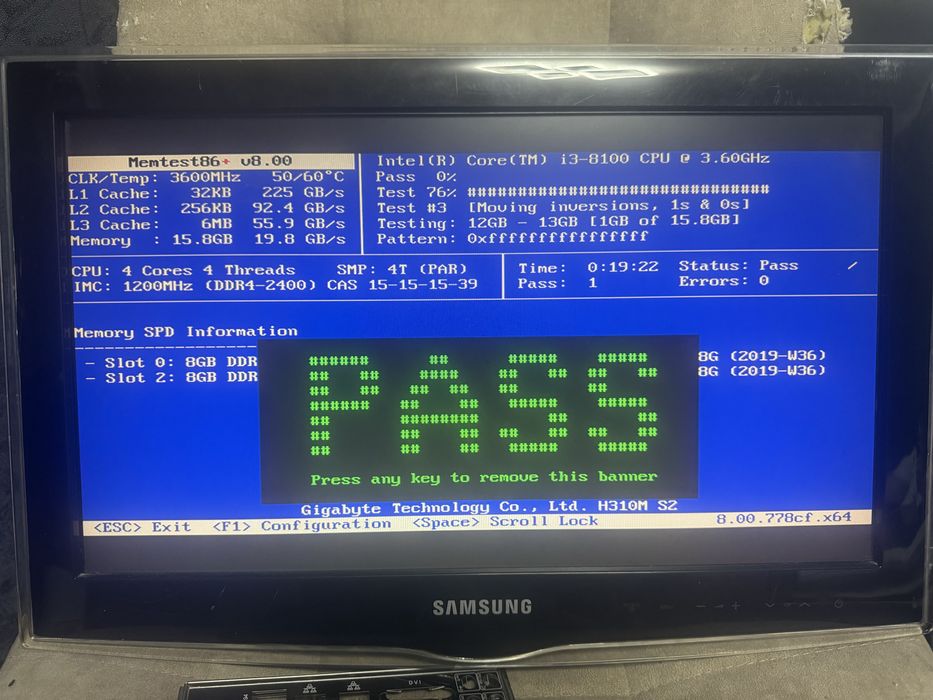 Memtest86+ v8.00
Intel(R) Core(TM) i3-8100 CPU @ 3.60GHz
CLK/Temp: 3600MHz 50/60°C
Pass 0%
L1 Cache: 32KB 225 GB/s
Test 76% ##############################
L2 Cache: 256KB 92.4 GB/s
Test #3 [Moving inversions, 1s & 0s]
L3 Cache: 6MB 55.9 GB/s
Testing: 12GB - 13GB [1GB of 15.8GB]
Memory : 15.8GB 19.8 GB/s
Pattern: 0xffffffffffffffff
CPU: 4 Cores 4 Threads SMP: 4T (PAR)
Time: 0:19:22 Status: Pass /
IMC: 1200MHz (DDR4-2400) CAS 15-15-15-39
Pass: 1 Errors: 0
Memory SPD Information
- Slot 0: 8GB DDR 8G (2019-W36)
- Slot 2: 8GB DDR 8G (2019-W36)
PASS
Press any key to remove this banner
Gigabyte Technology Co., Ltd. H310M S2
<ESC> Exit <F1> Configuration <Space> Scroll Lock 8.00.778cf.x64
SAMSUNG
DVI